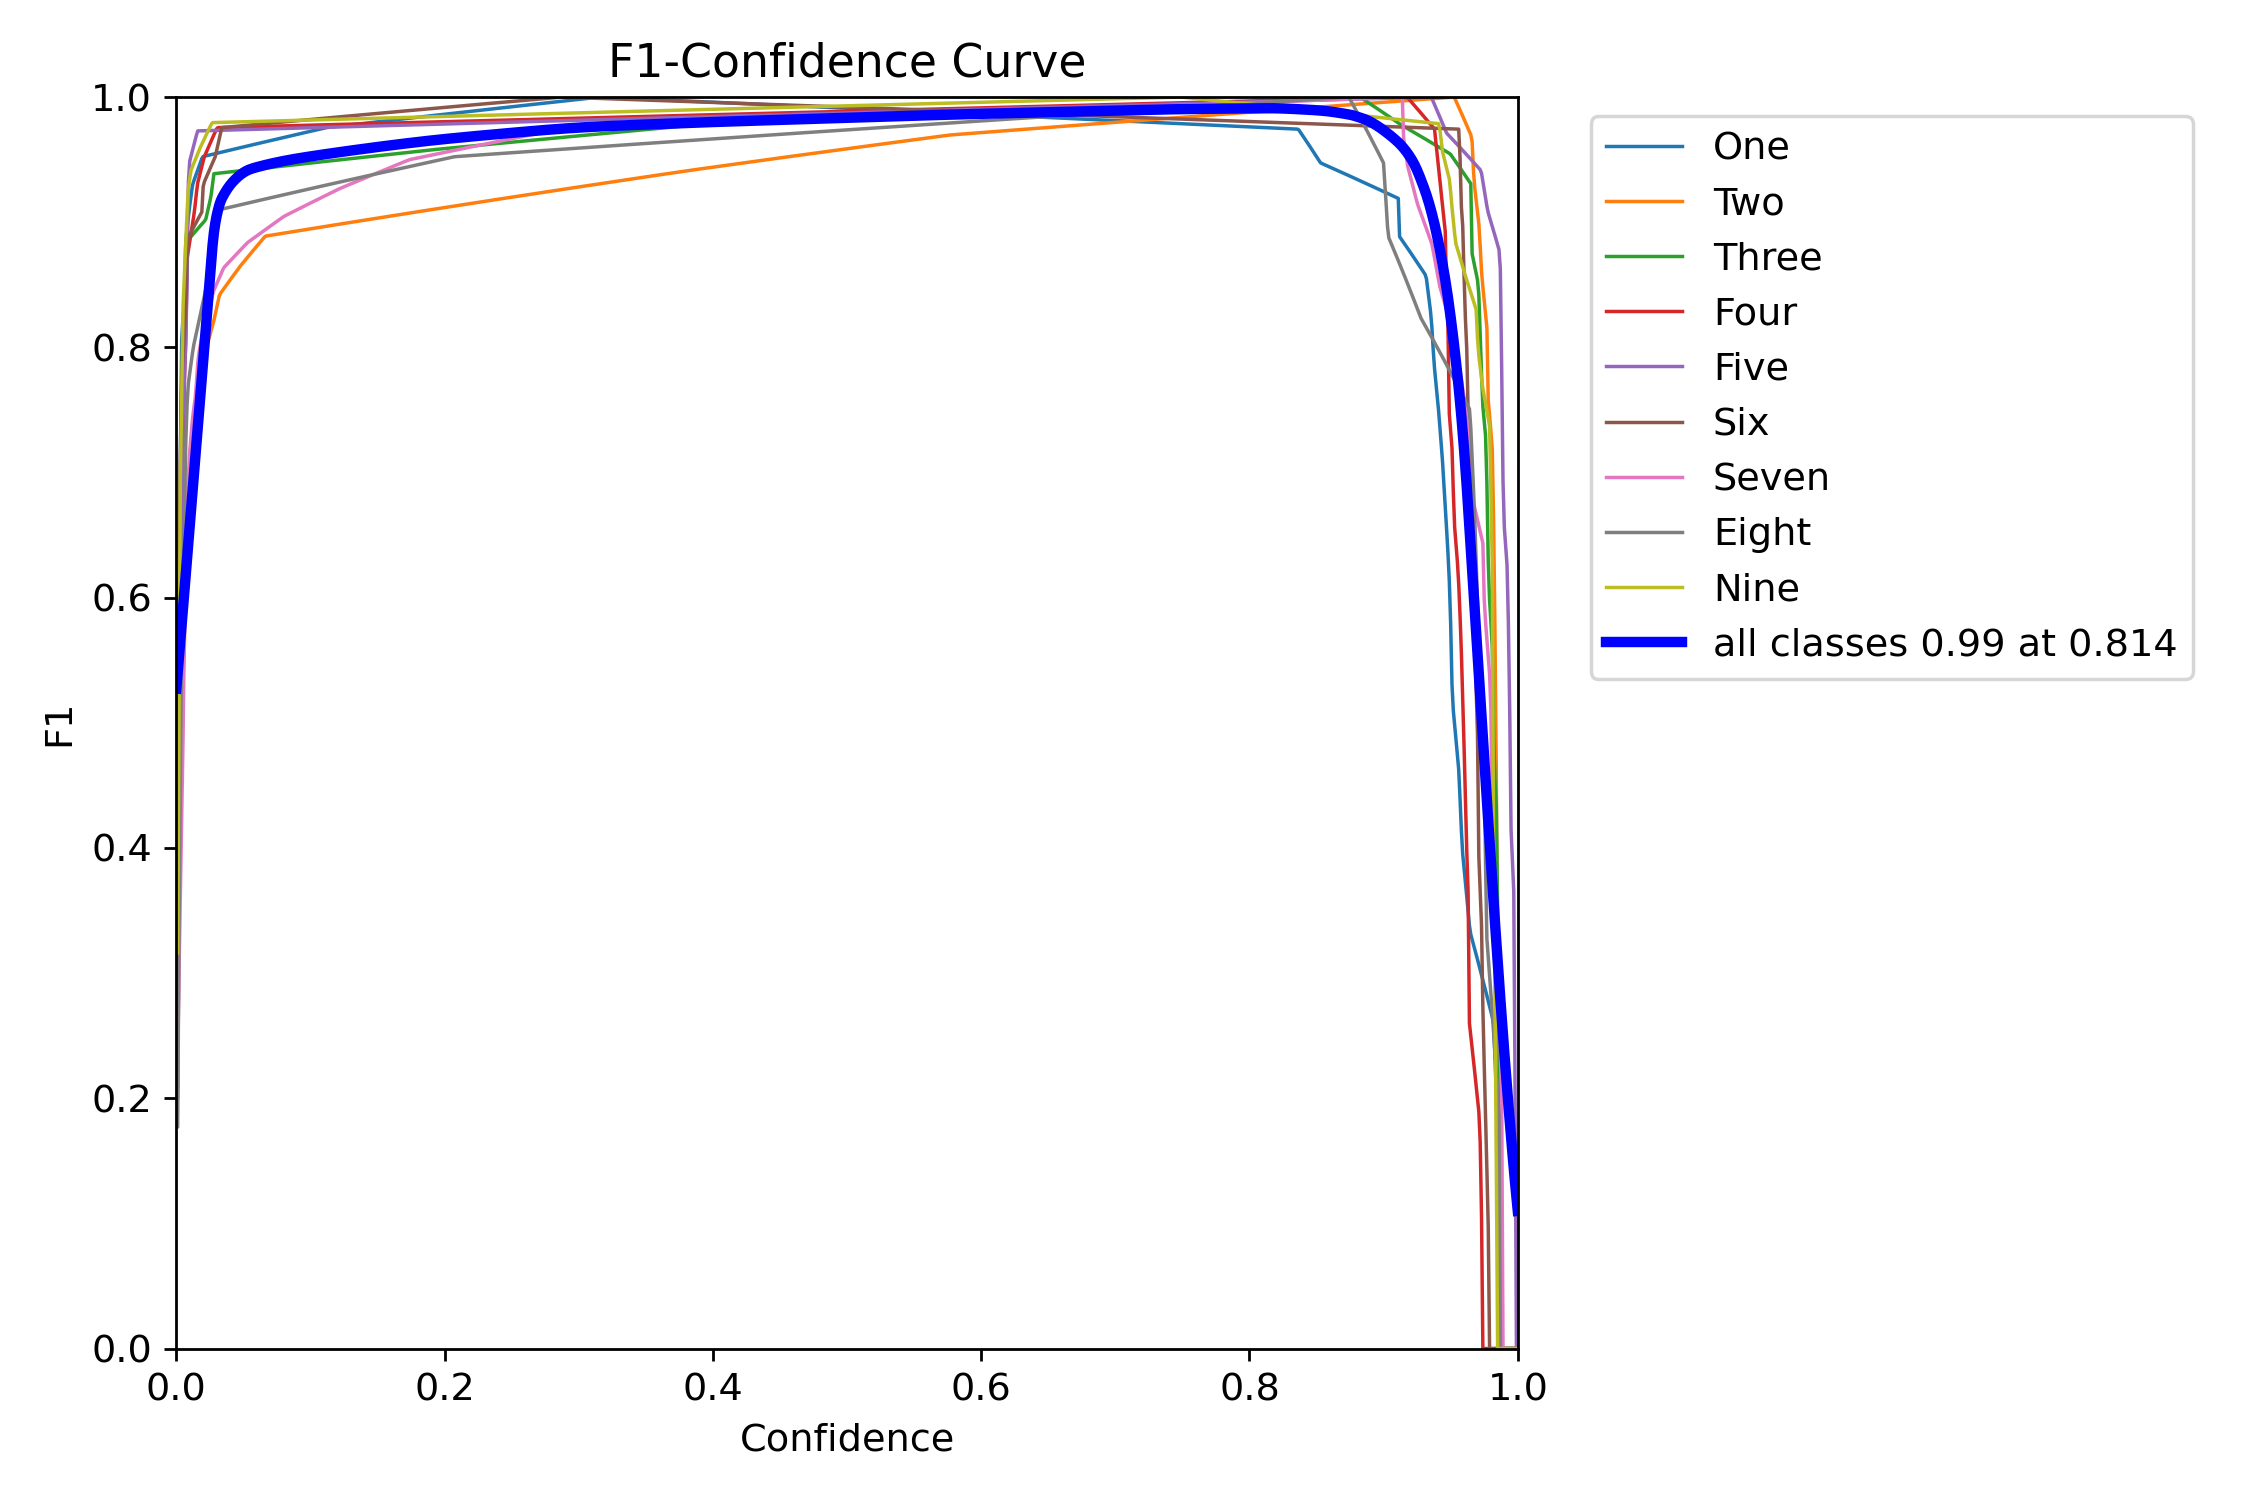 F1-Confidence Curve
1.0
0.8
0.6
0.4
0.2
0.0
F1
0.0 0.2 0.4 0.6 0.8 1.0
Confidence
One
Two
Three
Four
Five
Six
Seven
Eight
Nine
all classes 0.99 at 0.814